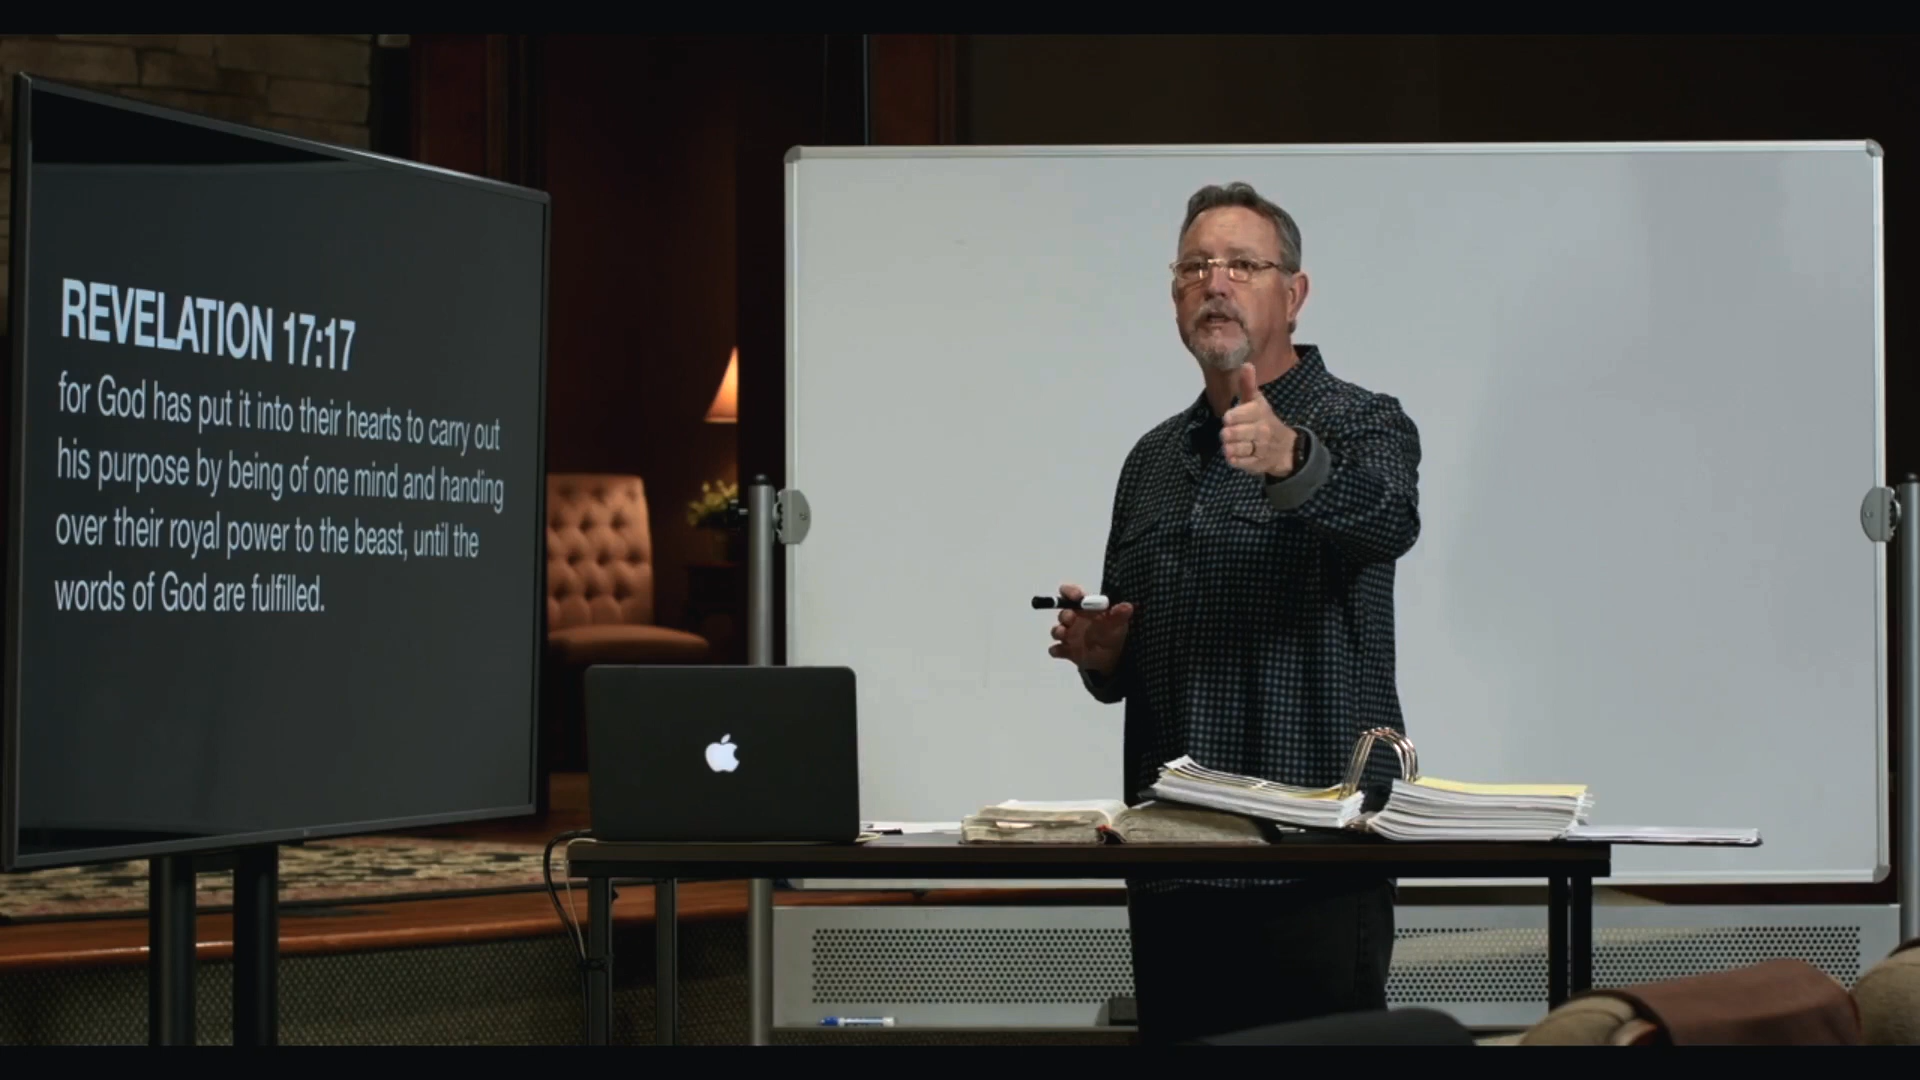 REVELATION 17:17
for God has put it into their hearts to carry out
his purpose by being of one mind and handing
over their royal power to the beast, until the
words of God are fulfilled.